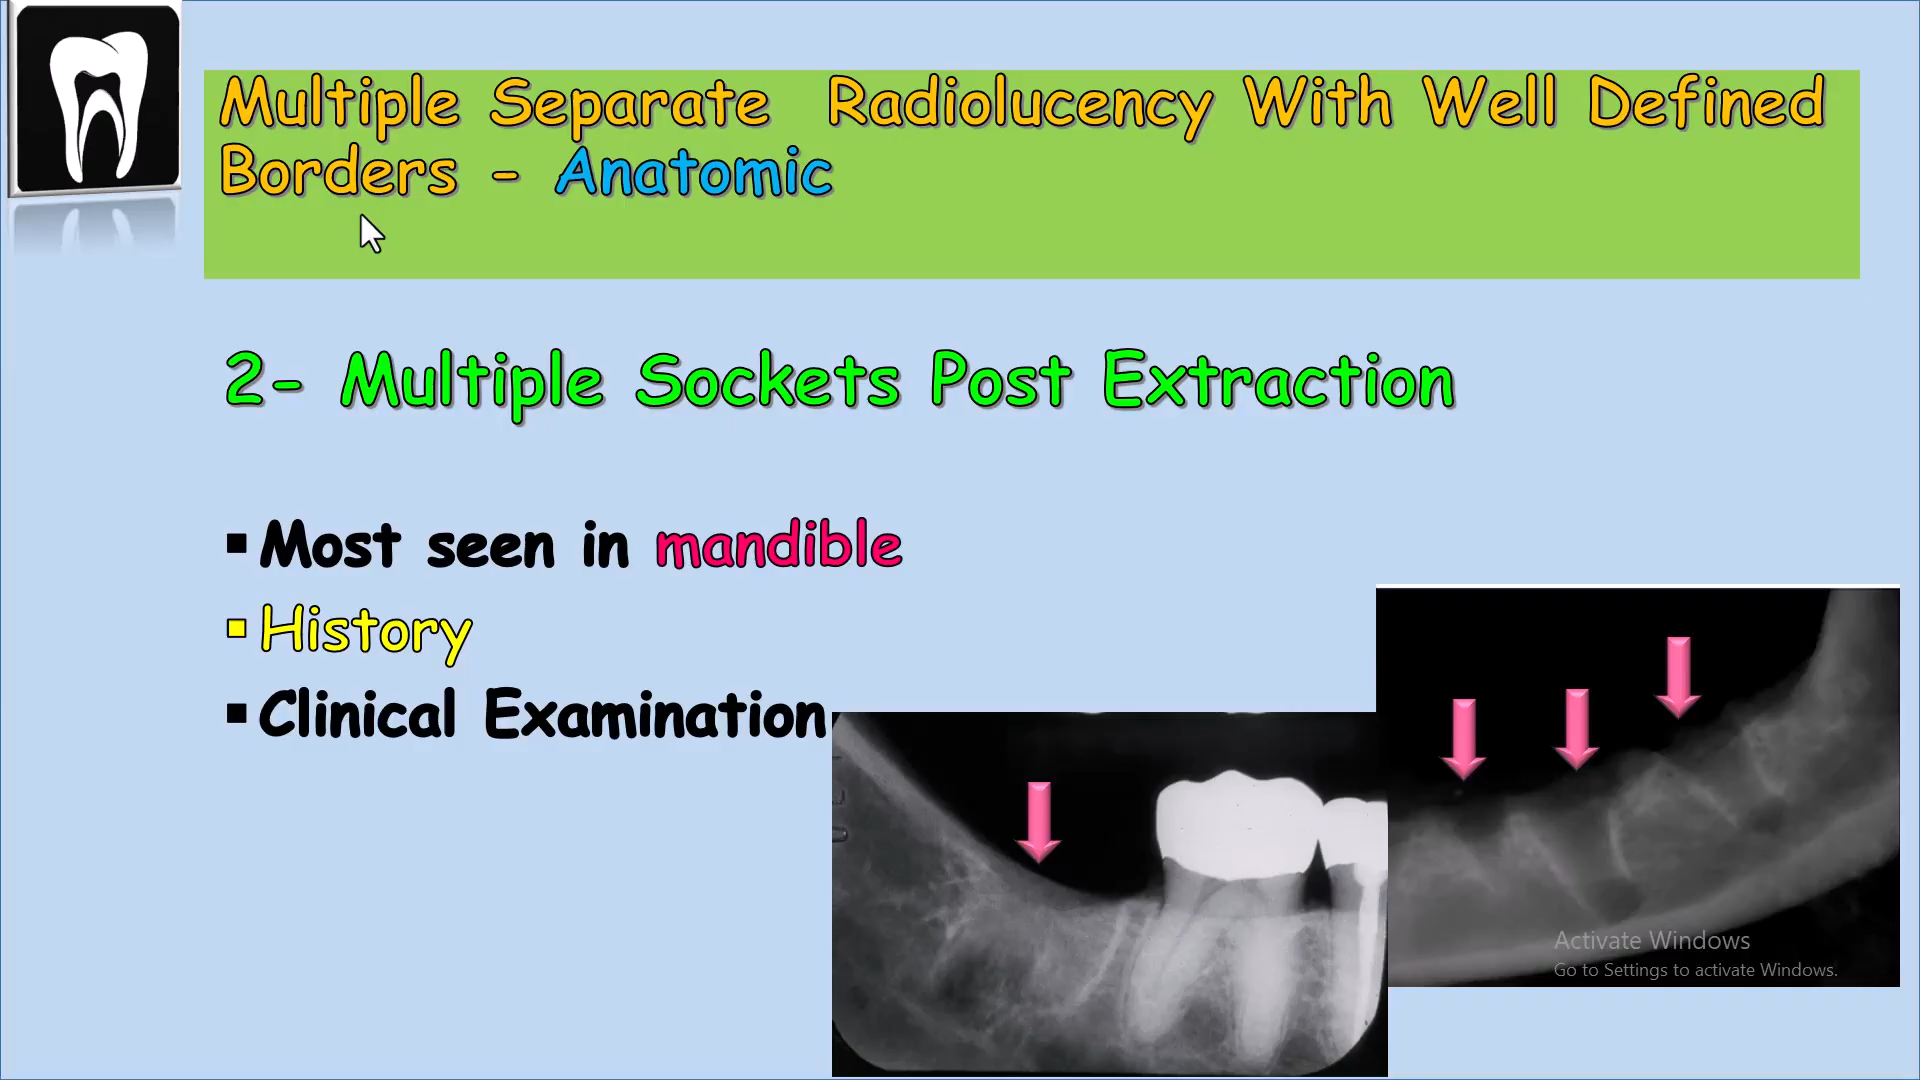 Multiple Separate Radiolucency With Well Defined
Borders - Anatomic
2- Multiple Sockets Post Extraction
▪Most seen in mandible
▪History
▪Clinical Examination
Activate Windows
Go to Settings to activate Windows.